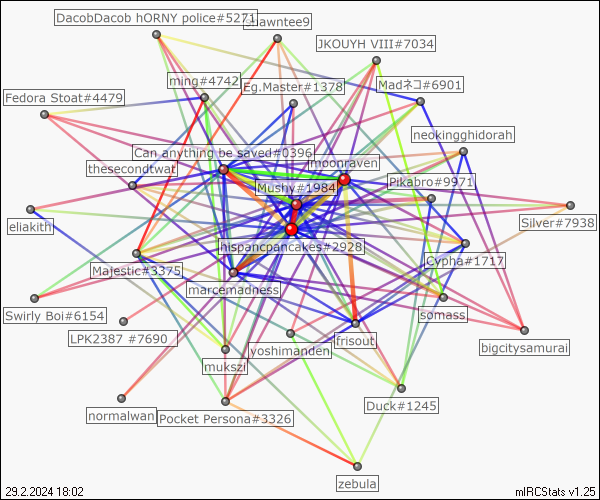 DacobDacob hORNY police#5271
shawntee9
JKOUYH VIII#7034
ming#4742
Eg.Master#1378
Madネコ#6901
Fedora Stoat#4479
neokingghidorah
Can anything be saved#0396
moonraven
thesecondtwat
Mushy#1984
Pikabro#9971
eliakith
Silver#7938
hispancpancakes#2928
Cypha#1717
Majestic#3375
marcemadness
Swirly Boi#6154
somass
LPK2387 #7690
yoshimanden
frisout
bigcitysamurai
mukszi
normalwan
Pocket Persona#3326
Duck#1245
zebula
29.2.2024 18:02
mIRCStats v1.25